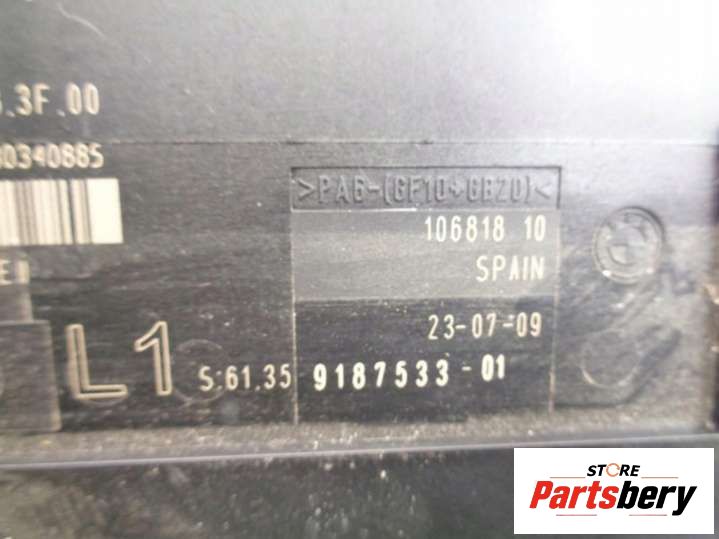 .3F.00
0340885
>PA6-(GF10+GB20)<
106818 10
SPAIN
23-07-09
L1
S:61.35 9187533-01
STORE
Partsbery